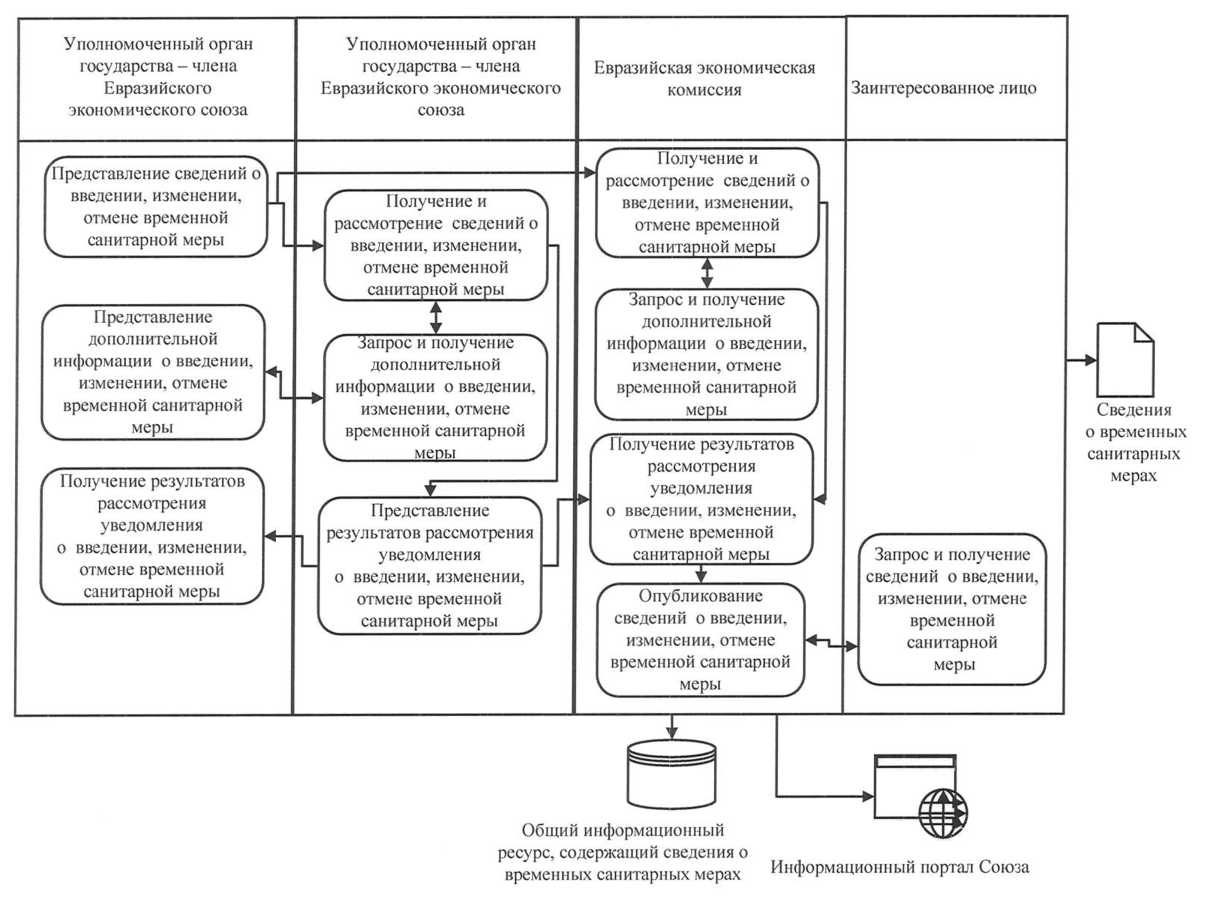 Уполномоченный орган
государства – члена
Евразийского
экономического союза
Уполномоченный орган
государства – члена
Евразийского экономического
союза
Евразийская экономическая
комиссия
Заинтересованное лицо
Представление сведений о
введении, изменении,
отмене временной
санитарной меры
Представление
дополнительной
информации о введении,
изменении, отмене
временной санитарной
меры
Получение результатов
рассмотрения
уведомления
о введении, изменении,
отмене временной
санитарной меры
Получение и
рассмотрение сведений о
введении, изменении,
отмене временной
санитарной меры
Запрос и получение
дополнительной
информации о введении,
изменении, отмене
временной санитарной
меры
Представление
результатов рассмотрения
уведомления
о введении, изменении,
отмене временной
санитарной меры
Получение и
рассмотрение сведений о
введении, изменении,
отмене временной
санитарной меры
Запрос и получение
дополнительной
информации о введении,
изменении, отмене
временной санитарной
меры
Получение результатов
рассмотрения
уведомления
о введении, изменении,
отмене временной
санитарной меры
Опубликование
сведений о введении,
изменении, отмене
временной санитарной
меры
Запрос и получение
сведений о введении,
изменении, отмене
временной
санитарной
меры
Сведения
о временных
санитарных
мерах
Общий информационный
ресурс, содержащий сведения о
временных санитарных мерах
Информационный портал Союза